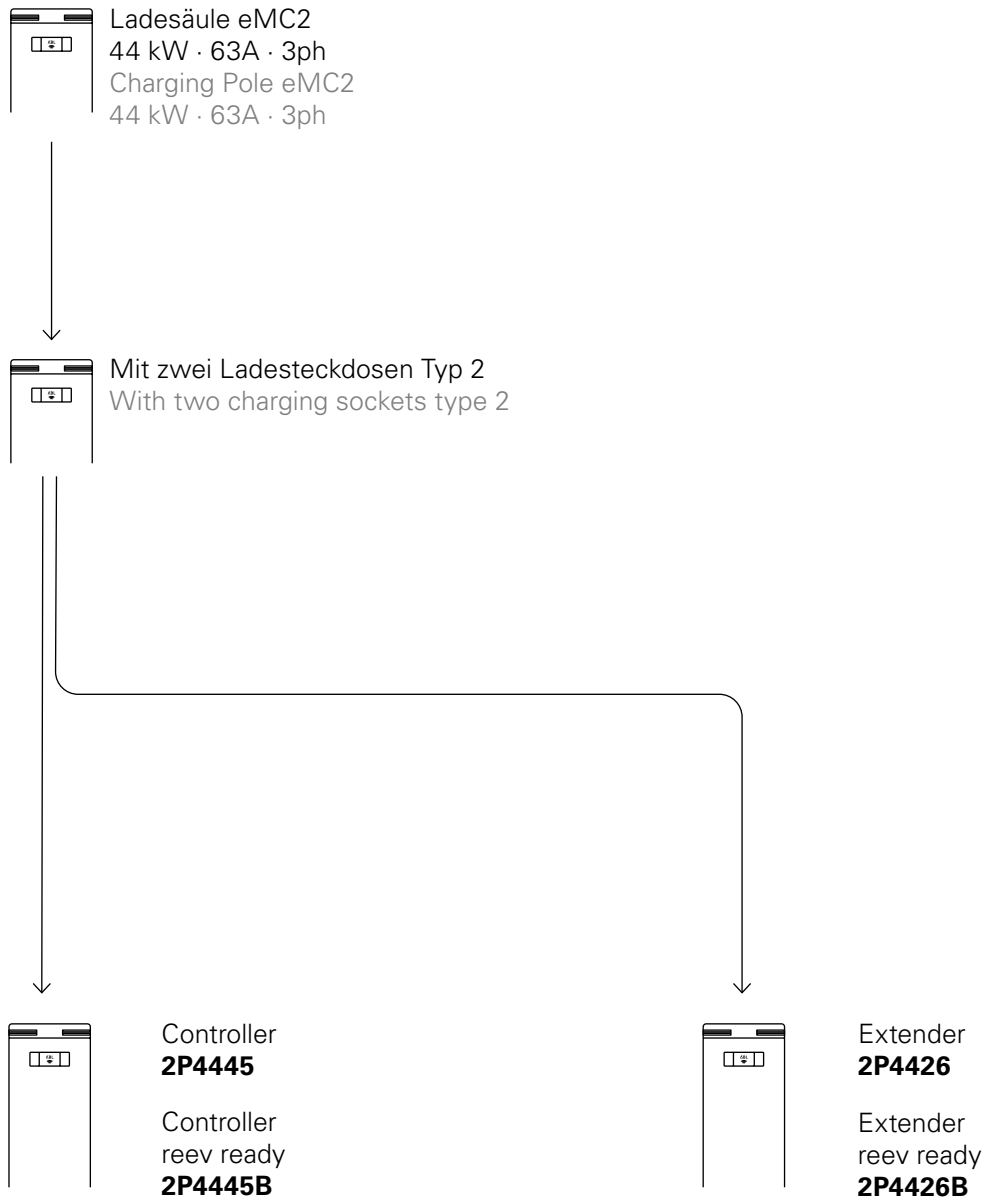 Ladesäule eMC2
44 kW · 63A · 3ph
Charging Pole eMC2
44 kW · 63A · 3ph
Mit zwei Ladesteckdosen Typ 2
With two charging sockets type 2
Controller
2P4445
Controller
reev ready
2P4445B
Extender
2P4426
Extender
reev ready
2P4426B